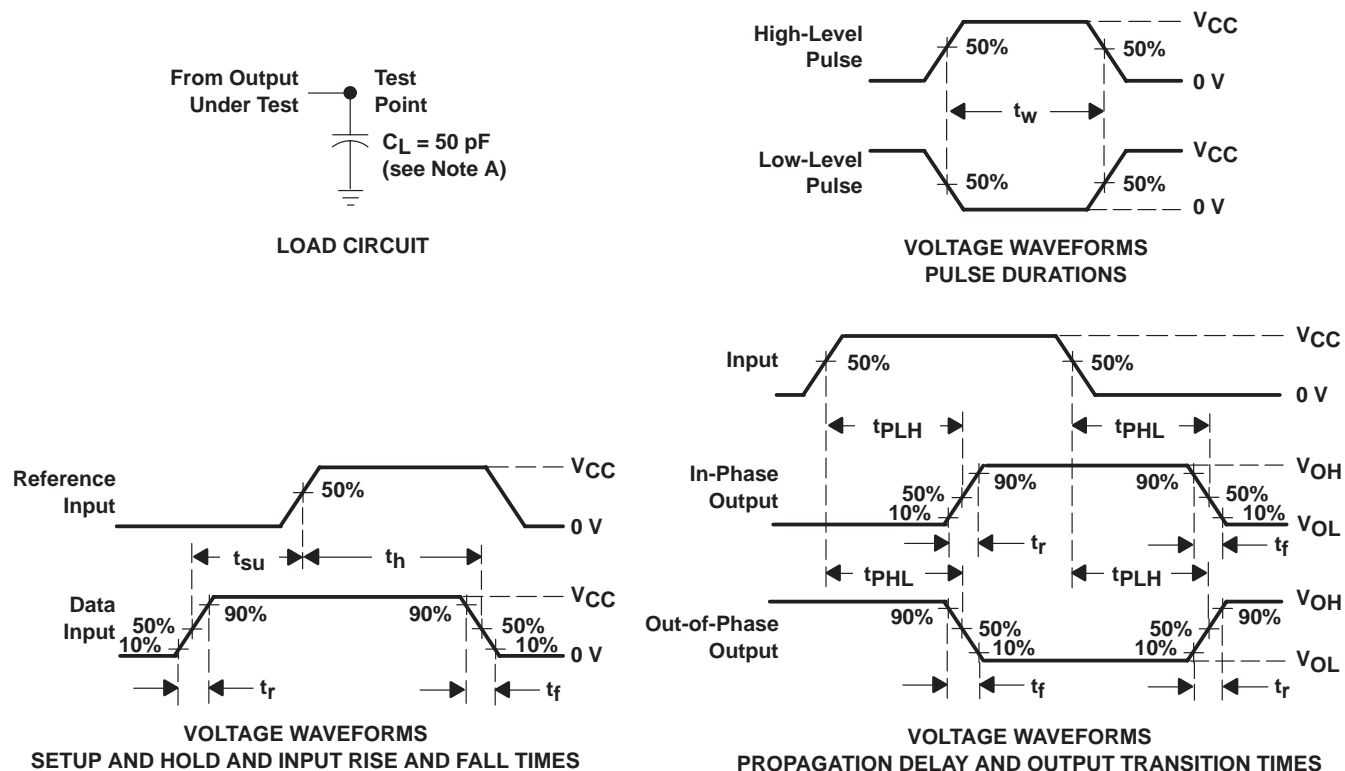 From Output
Under Test
Test
Point
CL = 50 pF
(see Note A)
LOAD CIRCUIT
High-Level
Pulse
50%
50%
VCC
0 V
tw
Low-Level
Pulse
50%
50%
VCC
0 V
VOLTAGE WAVEFORMS
PULSE DURATIONS
Reference
Input
50%
VCC
0 V
tsu
th
Data
Input
50%
10%
90%
90%
50%
10%
VCC
0 V
tr
tf
VOLTAGE WAVEFORMS
SETUP AND HOLD AND INPUT RISE AND FALL TIMES
Input
50%
50%
VCC
0 V
tPLH
tPHL
In-Phase
Output
50%
10%
90%
90%
50%
10%
VOH
VOL
tr
tf
tPHL
tPLH
Out-of-Phase
Output
90%
50%
10%
50%
10%
90%
VOH
VOL
tf
tr
VOLTAGE WAVEFORMS
PROPAGATION DELAY AND OUTPUT TRANSITION TIMES